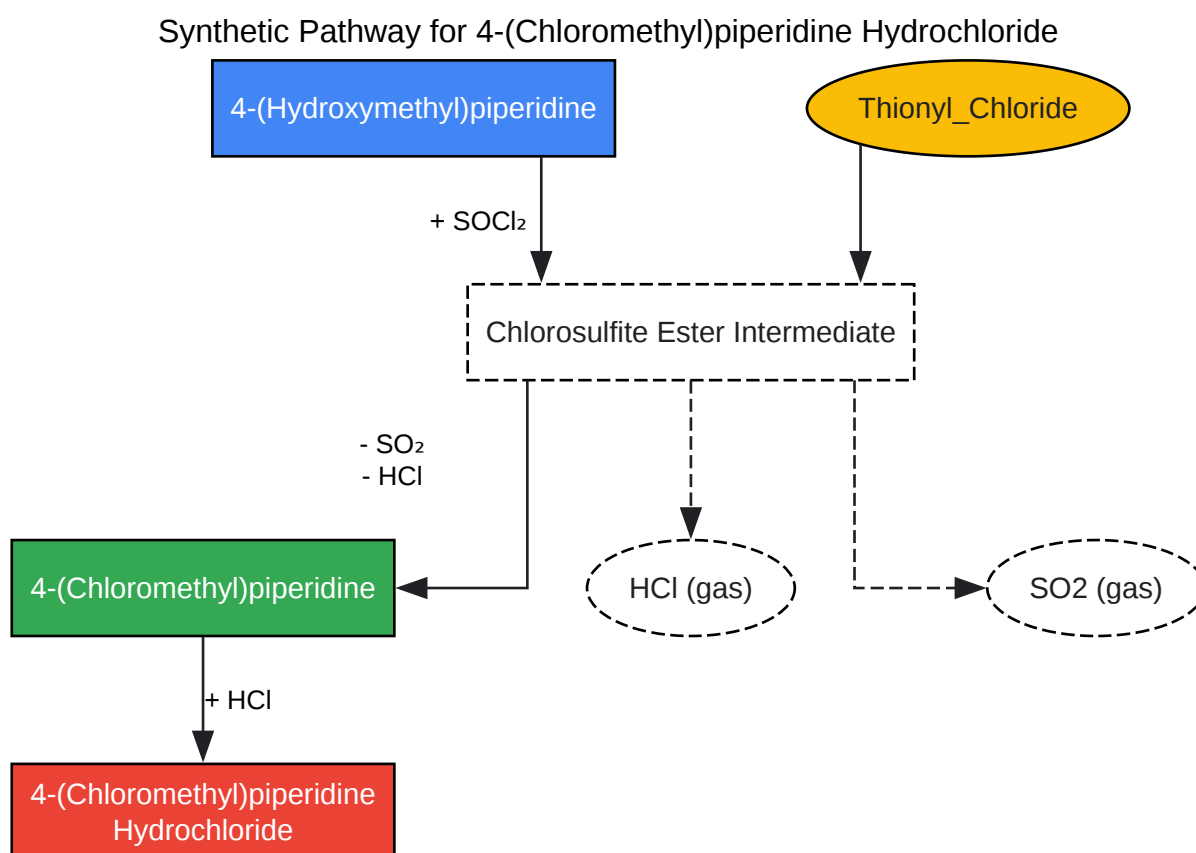 Synthetic Pathway for 4-(Chloromethyl)piperidine Hydrochloride
4-(Hydroxymethyl)piperidine
Thionyl_Chloride
+ SOCl₂
Chlorosulfite Ester Intermediate
- SO₂
- HCl
4-(Chloromethyl)piperidine
HCl (gas)
SO2 (gas)
+ HCl
4-(Chloromethyl)piperidine
Hydrochloride